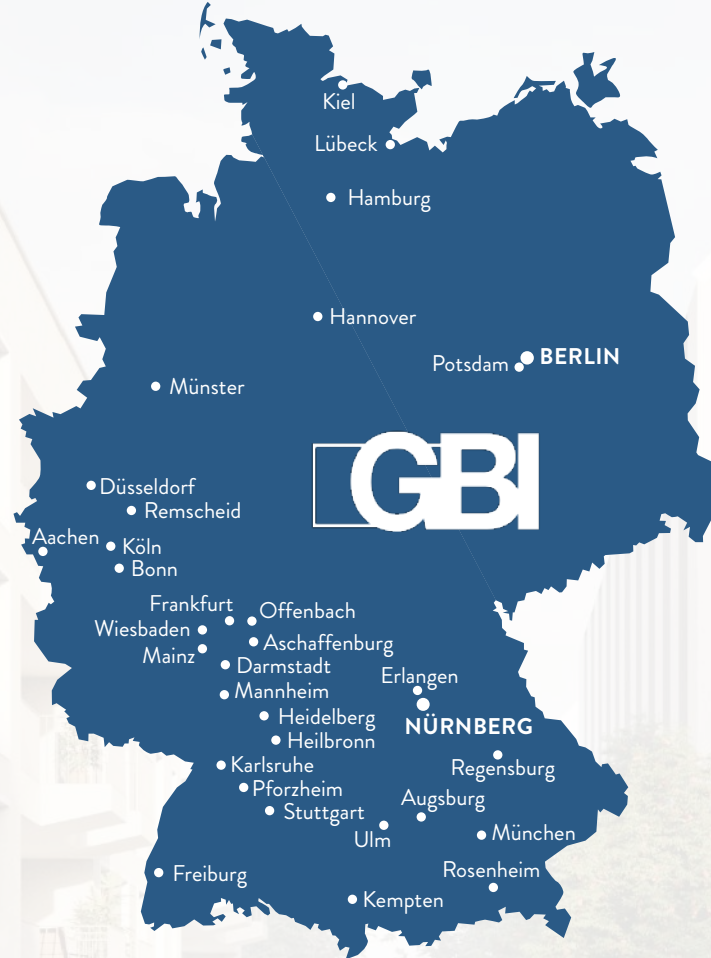 Kiel
Lübeck
Hamburg
Hannover
Potsdam
BERLIN
Münster
GBI
Düsseldorf
Remscheid
Aachen
Köln
Bonn
Frankfurt
Offenbach
Wiesbaden
Aschaffenburg
Mainz
Darmstadt
Erlangen
Mannheim
Heidelberg
NÜRNBERG
Heilbronn
Karlsruhe
Regensburg
Pforzheim
Augsburg
Stuttgart
München
Ulm
Rosenheim
Freiburg
Kempten